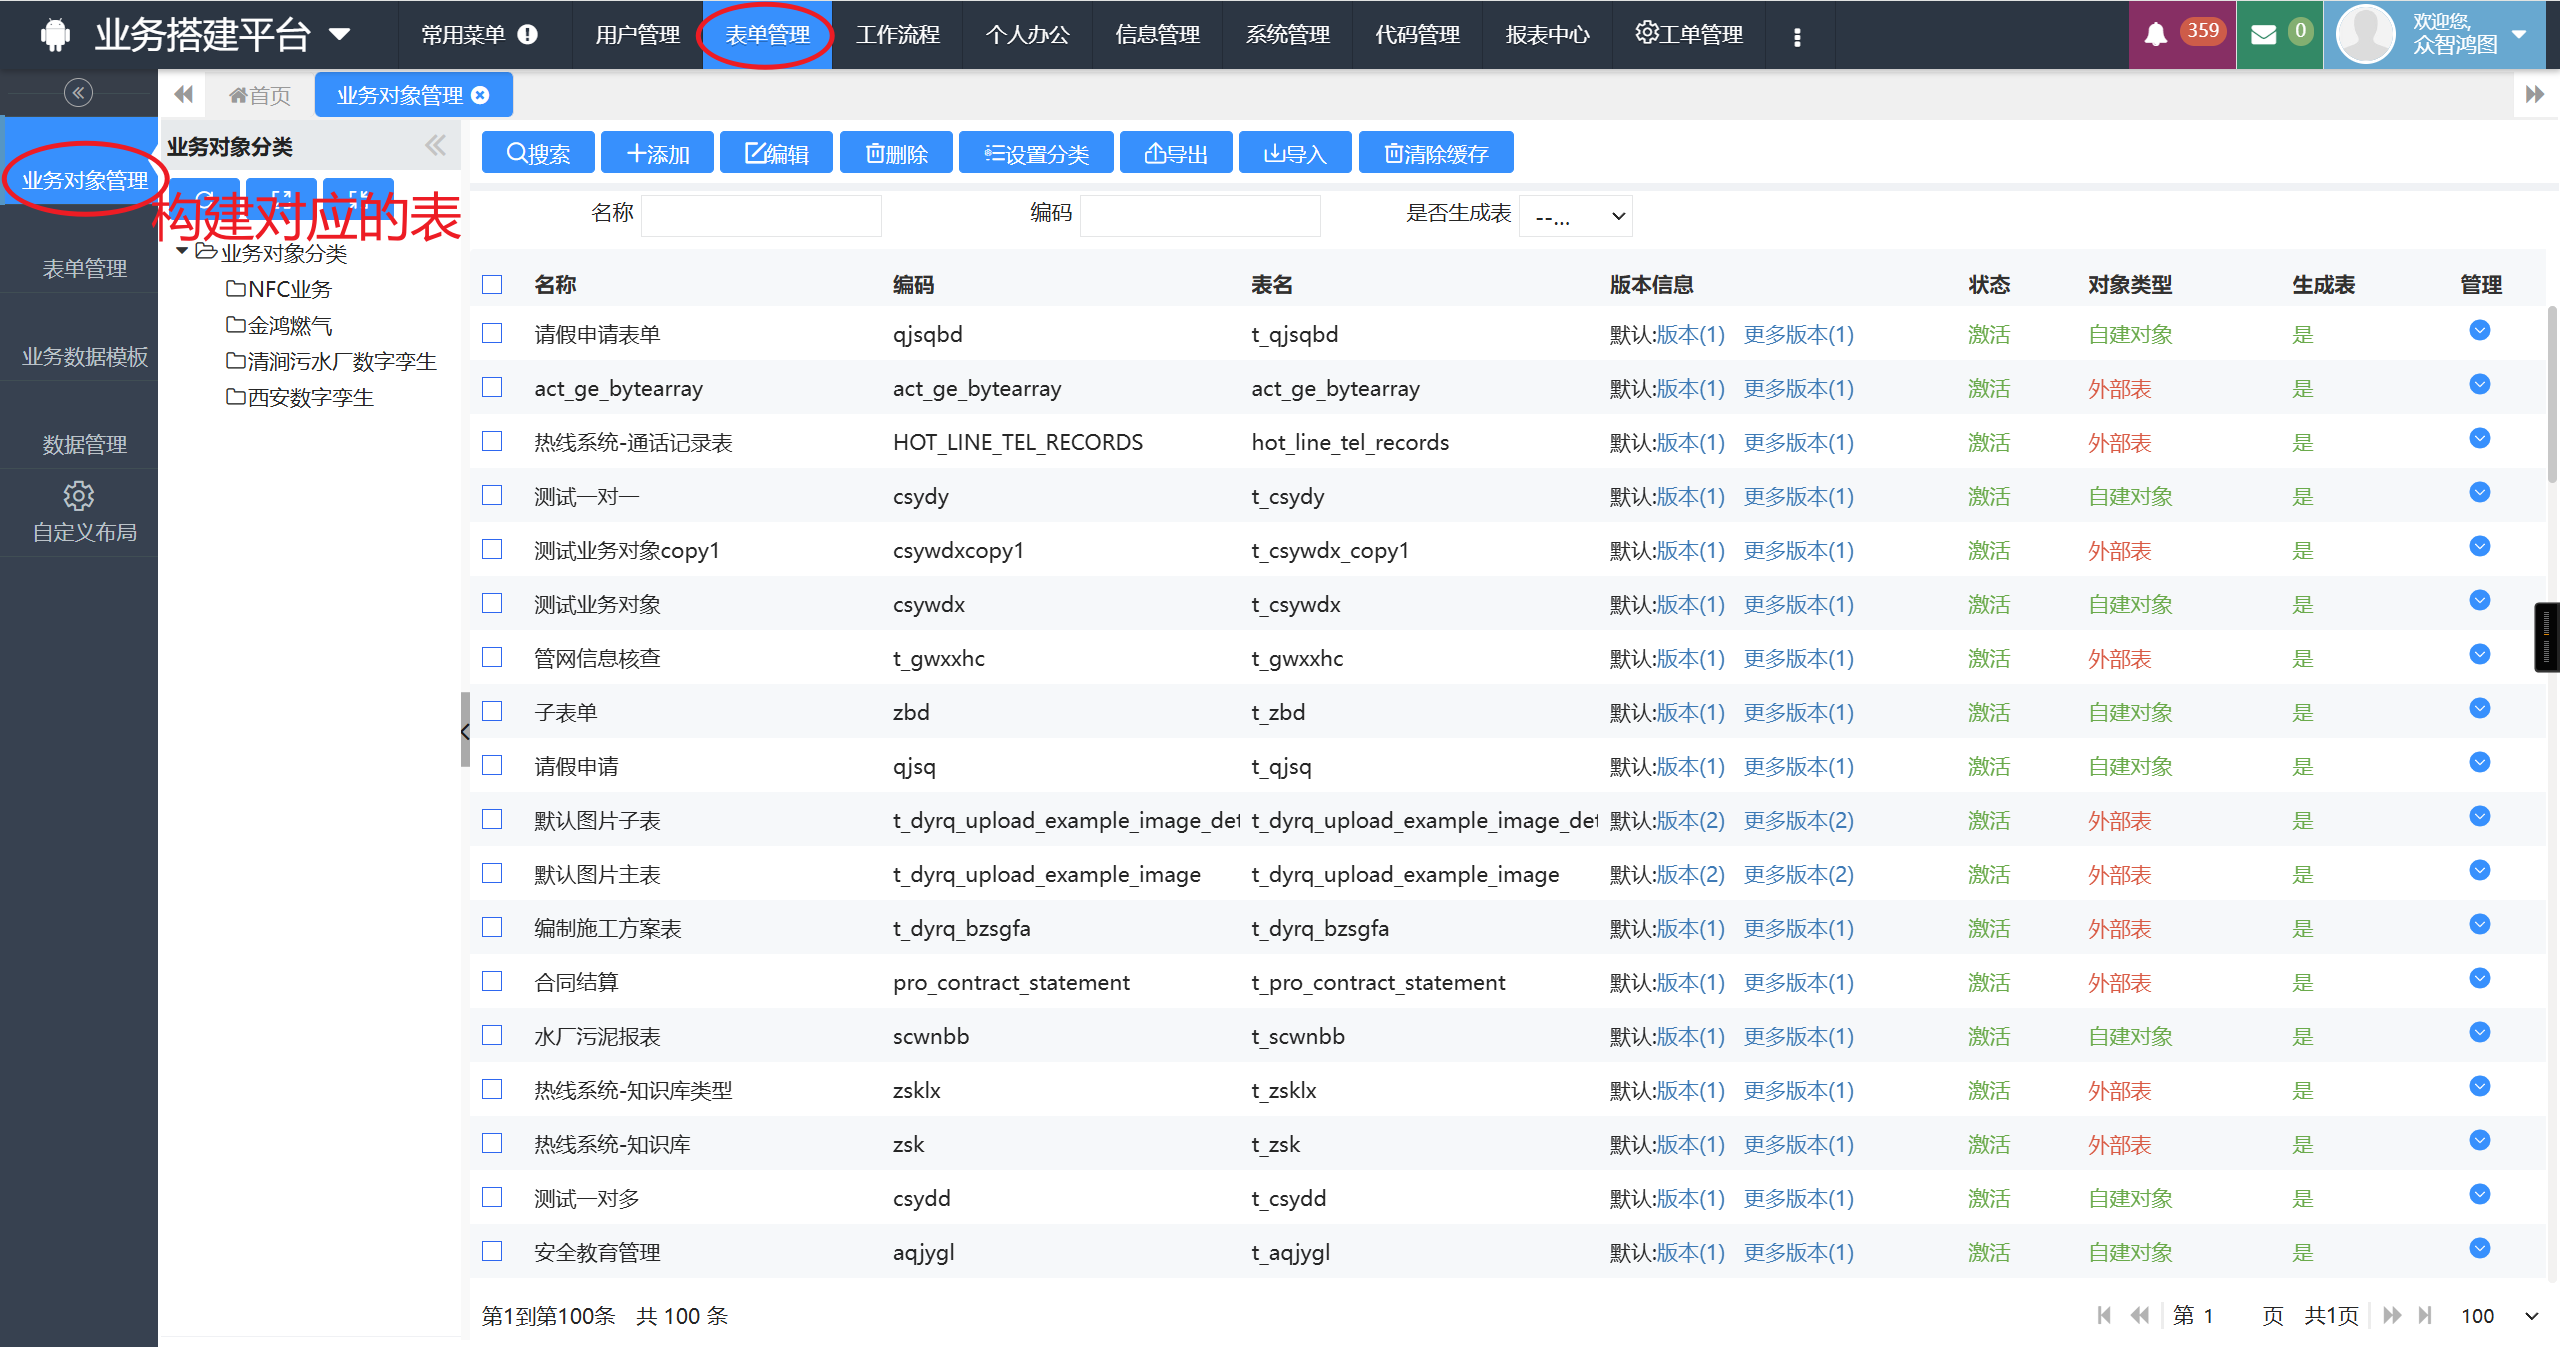 业务搭建平台 常用菜单 用户管理 表单管理 工作流程 个人办公 信息管理 系统管理 代码管理 报表中心 工单管理 359 0 欢迎您,
众智鸿图
首页 业务对象管理
业务对象分类
搜索 添加 编辑 删除 设置分类 导出 导入 清除缓存
业务对象管理
构建对应的表
名称 编码 是否生成表 --...
业务对象分类
NFC业务
金鸿燃气
清涧污水厂数字孪生
西安数字孪生
表单管理
业务数据模板
数据管理
自定义布局
名称 编码 表名 版本信息 状态 对象类型 生成表 管理
请假申请表单 qjsqbd t_qjsqbd 默认:版本(1) 更多版本(1) 激活 自建对象 是
act_ge_bytearray act_ge_bytearray act_ge_bytearray 默认:版本(1) 更多版本(1) 激活 外部表 是
热线系统-通话记录表 HOT_LINE_TEL_RECORDS hot_line_tel_records 默认:版本(1) 更多版本(1) 激活 外部表 是
测试一对一 csydy t_csydy 默认:版本(1) 更多版本(1) 激活 自建对象 是
测试业务对象copy1 csywdxcopy1 t_csywdx_copy1 默认:版本(1) 更多版本(1) 激活 外部表 是
测试业务对象 csywdx t_csywdx 默认:版本(1) 更多版本(1) 激活 自建对象 是
管网信息核查 t_gwxxhc t_gwxxhc 默认:版本(1) 更多版本(1) 激活 外部表 是
子表单 zbd t_zbd 默认:版本(1) 更多版本(1) 激活 自建对象 是
请假申请 qjsq t_qjsq 默认:版本(1) 更多版本(1) 激活 自建对象 是
默认图片子表 t_dyrq_upload_example_image_det t_dyrq_upload_example_image_det 默认:版本(2) 更多版本(2) 激活 外部表 是
默认图片主表 t_dyrq_upload_example_image t_dyrq_upload_example_image 默认:版本(2) 更多版本(2) 激活 外部表 是
编制施工方案表 t_dyrq_bzsgfa t_dyrq_bzsgfa 默认:版本(1) 更多版本(1) 激活 外部表 是
合同结算 pro_contract_statement t_pro_contract_statement 默认:版本(1) 更多版本(1) 激活 外部表 是
水厂污泥报表 scwnbb t_scwnbb 默认:版本(1) 更多版本(1) 激活 自建对象 是
热线系统-知识库类型 zsklx t_zsklx 默认:版本(1) 更多版本(1) 激活 外部表 是
热线系统-知识库 zsk t_zsk 默认:版本(1) 更多版本(1) 激活 外部表 是
测试一对多 csydd t_csydd 默认:版本(1) 更多版本(1) 激活 自建对象 是
安全教育管理 aqjygl t_aqjygl 默认:版本(1) 更多版本(1) 激活 自建对象 是
第1到第100条 共 100 条 第 1 页 共1页 100